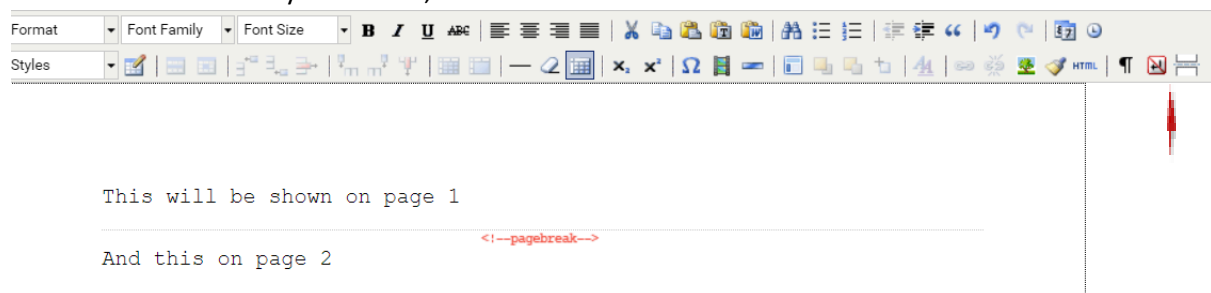 Format Font Family Font Size B I U ABC
Styles HTML
This will be shown on page 1
<!--pagebreak-->
And this on page 2